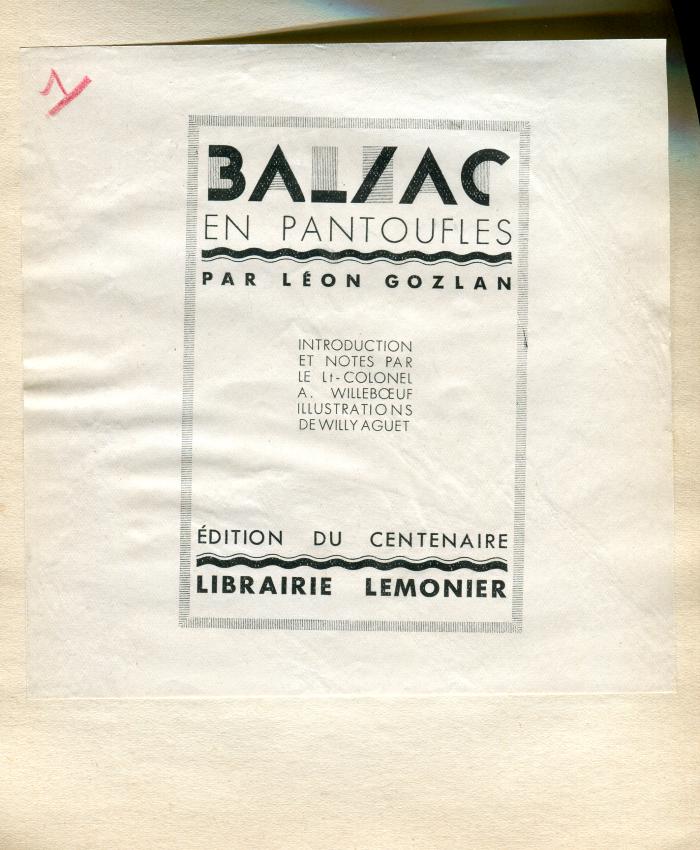 BALZAC
EN PANTOUFLES
PAR LÉON GOZLAN
INTRODUCTION
ET NOTES PAR
LE Lt-COLONEL
A. WILLEBŒUF
ILLUSTRATIONS
DE WILLY AGUET
ÉDITION DU CENTENAIRE
LIBRAIRIE LEMONIER